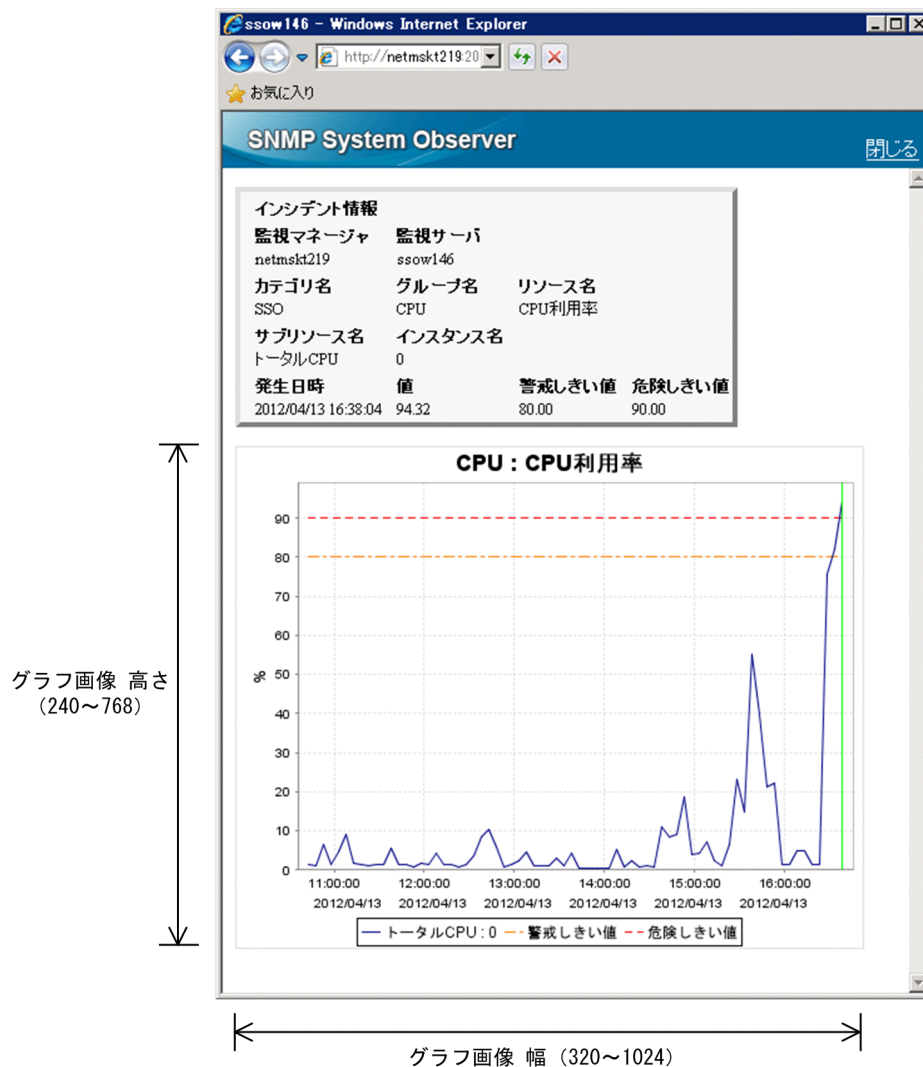 ssow146 - Windows Internet Explorer
http://netmskt219:20
お気に入り
SNMP System Observer
閉じる
インシデント情報
監視マネージャ 監視サーバ
netmskt219 ssow146
カテゴリ名 グループ名 リソース名
SSO CPU CPU利用率
サブリソース名 インスタンス名
トータルCPU 0
発生日時 値 警戒しきい値 危険しきい値
2012/04/13 16:38:04 94.32 80.00 90.00
CPU : CPU利用率
90
80
70
60
50
40
30
20
10
0
%
11:00:00 12:00:00 13:00:00 14:00:00 15:00:00 16:00:00
2012/04/13 2012/04/13 2012/04/13 2012/04/13 2012/04/13 2012/04/13
トータルCPU : 0 警戒しきい値 危険しきい値
グラフ画像 高さ
（240～768）
グラフ画像 幅（320～1024）